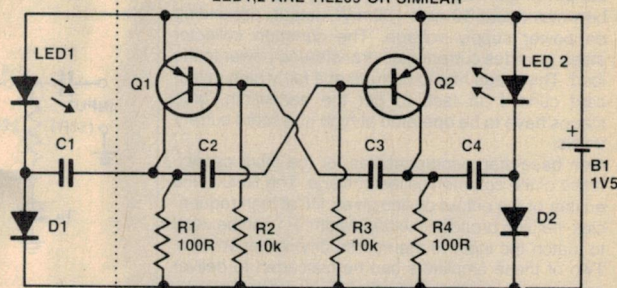 LED1
Q1
Q2
LED 2
C1
C2
C3
C4
+
B1
1V5
D1
R1
100R
R2
10k
R3
10k
R4
100R
D2